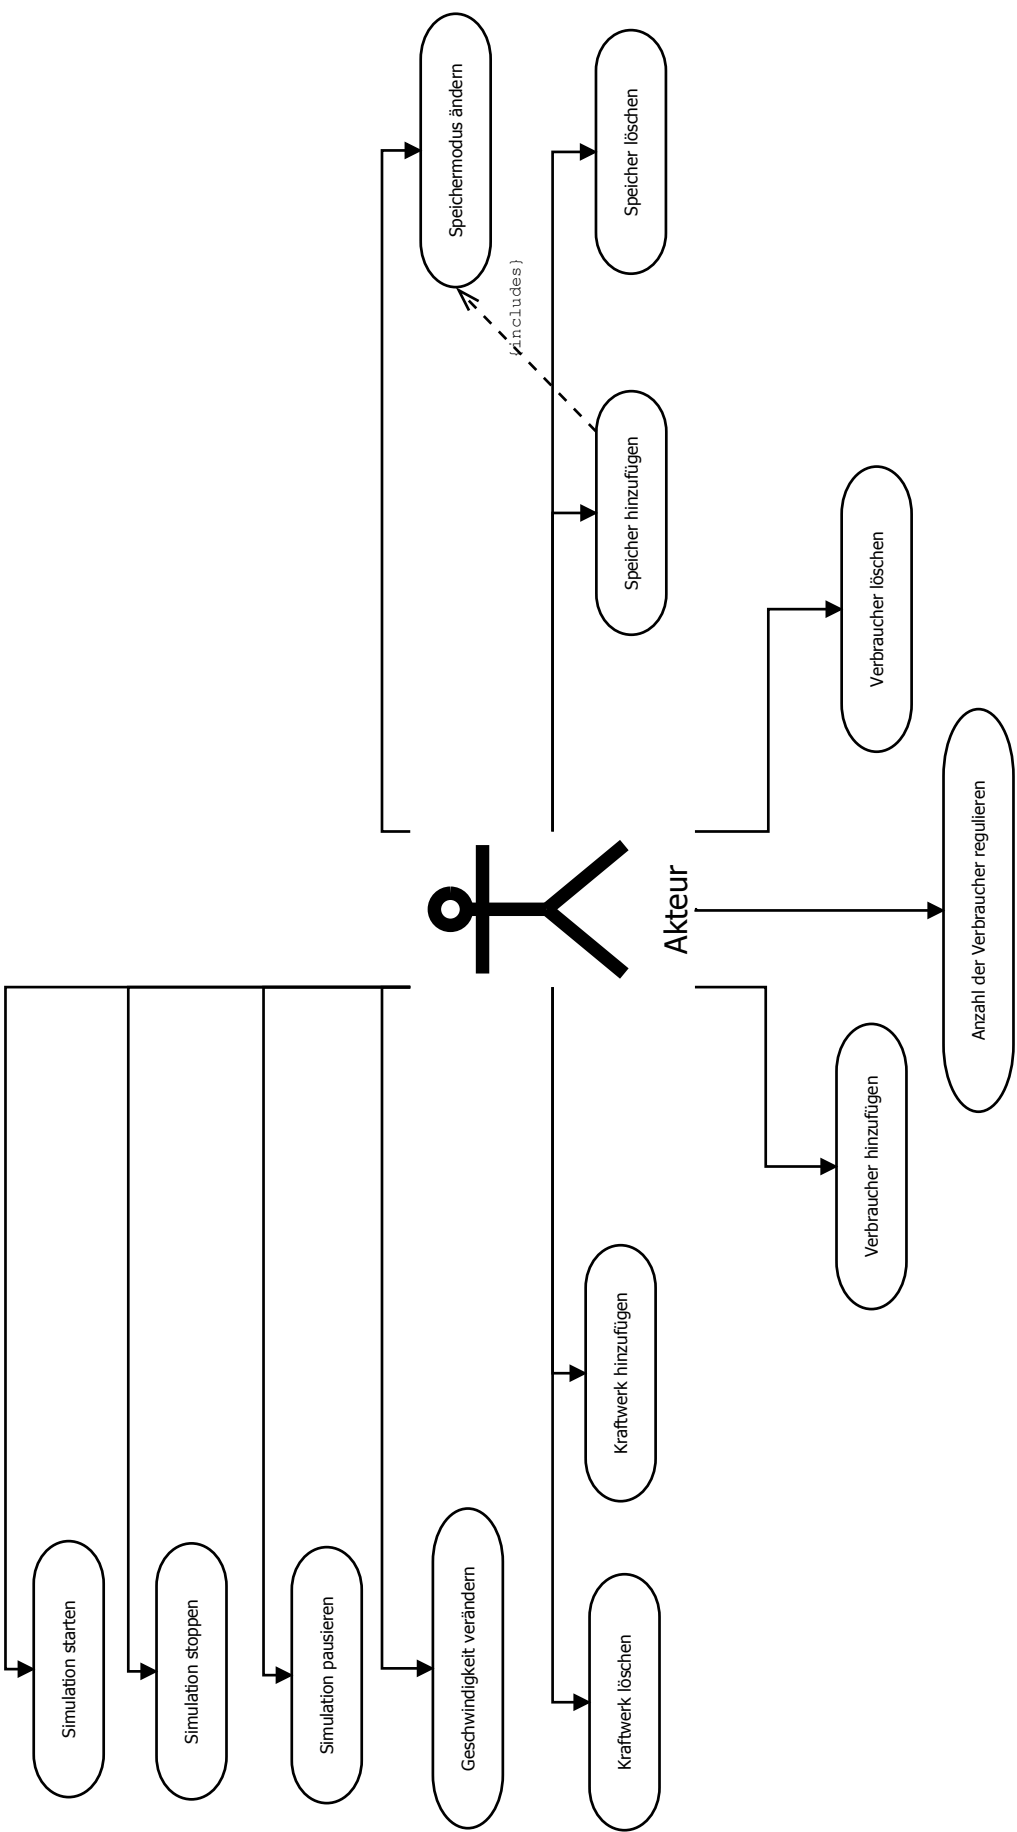 Simulation starten
Simulation stoppen
Simulation pausieren
Geschwindigkeit verändern
Speichermodus ändern
{includes}
Kraftwerk löschen
Kraftwerk hinzufügen
Speicher hinzufügen
Speicher löschen
Akteur
Verbraucher hinzufügen
Verbraucher löschen
Anzahl der Verbraucher regulieren